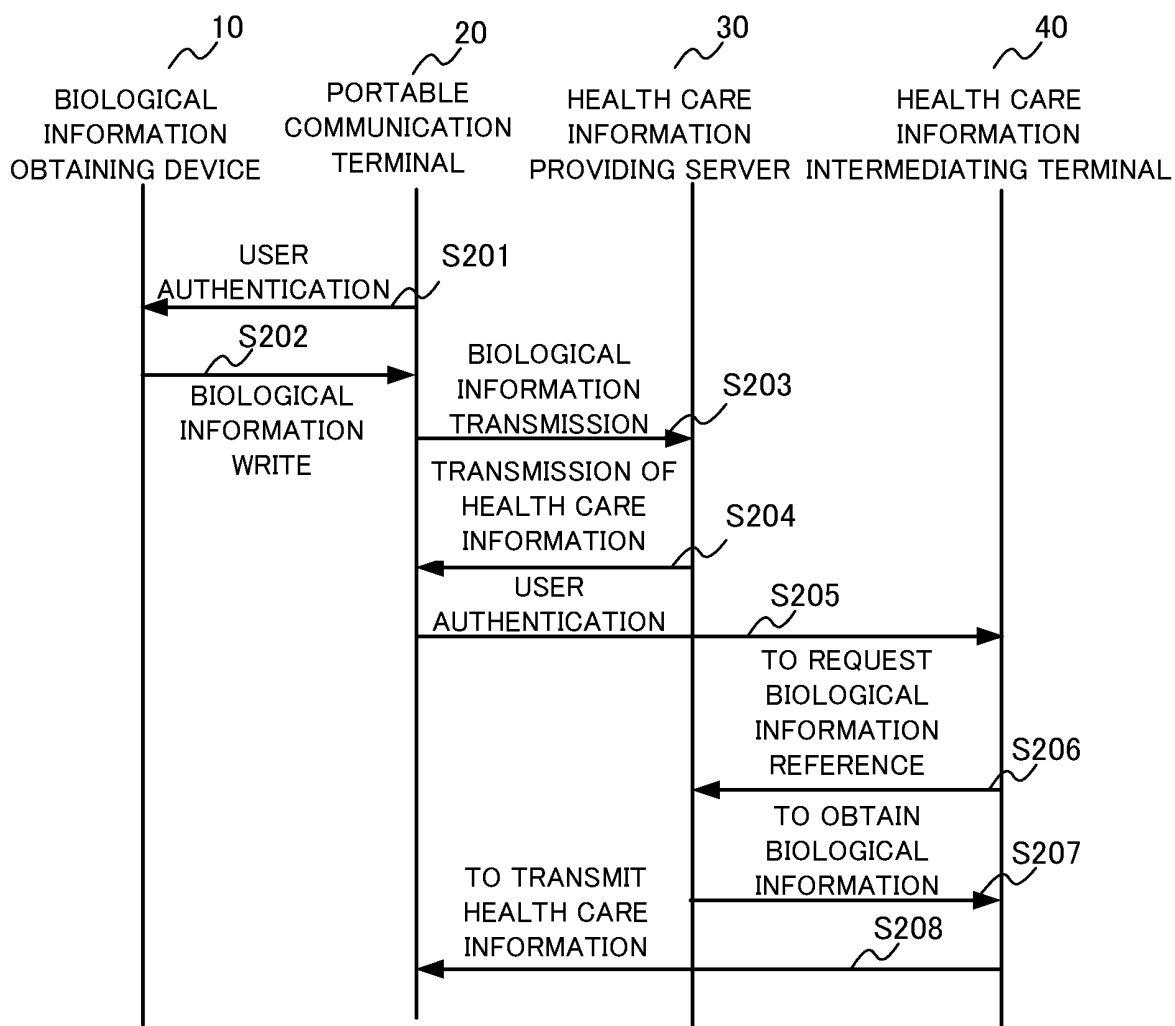 10
20
30
40
BIOLOGICAL
INFORMATION
OBTAINING DEVICE
PORTABLE
COMMUNICATION
TERMINAL
HEALTH CARE
INFORMATION
PROVIDING SERVER
HEALTH CARE
INFORMATION
INTERMEDIATING TERMINAL
USER
AUTHENTICATION
S201
S202
BIOLOGICAL
INFORMATION
WRITE
BIOLOGICAL
INFORMATION
TRANSMISSION
S203
TRANSMISSION OF
HEALTH CARE
INFORMATION
S204
USER
AUTHENTICATION
S205
TO REQUEST
BIOLOGICAL
INFORMATION
REFERENCE
S206
TO OBTAIN
BIOLOGICAL
INFORMATION
S207
TO TRANSMIT
HEALTH CARE
INFORMATION
S208